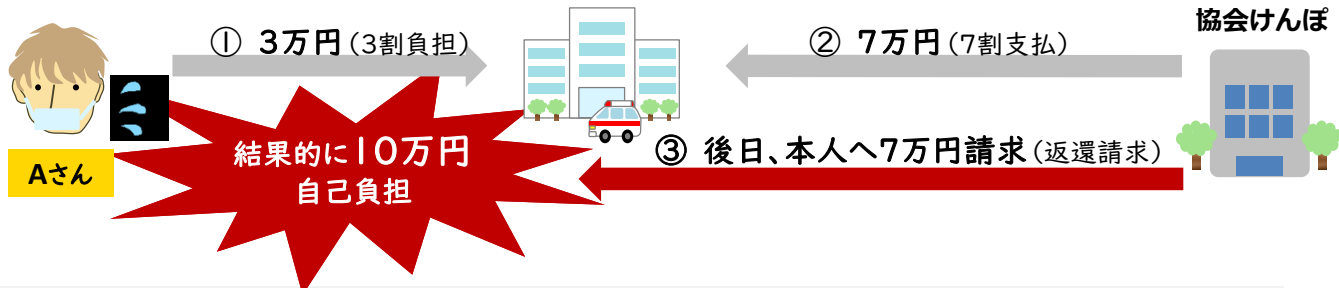 協会けんぽ
① 3万円(3割負担)
② 7万円(7割支払)
結果的に10万円
自己負担
③ 後日、本人へ7万円請求(返還請求)
Aさん